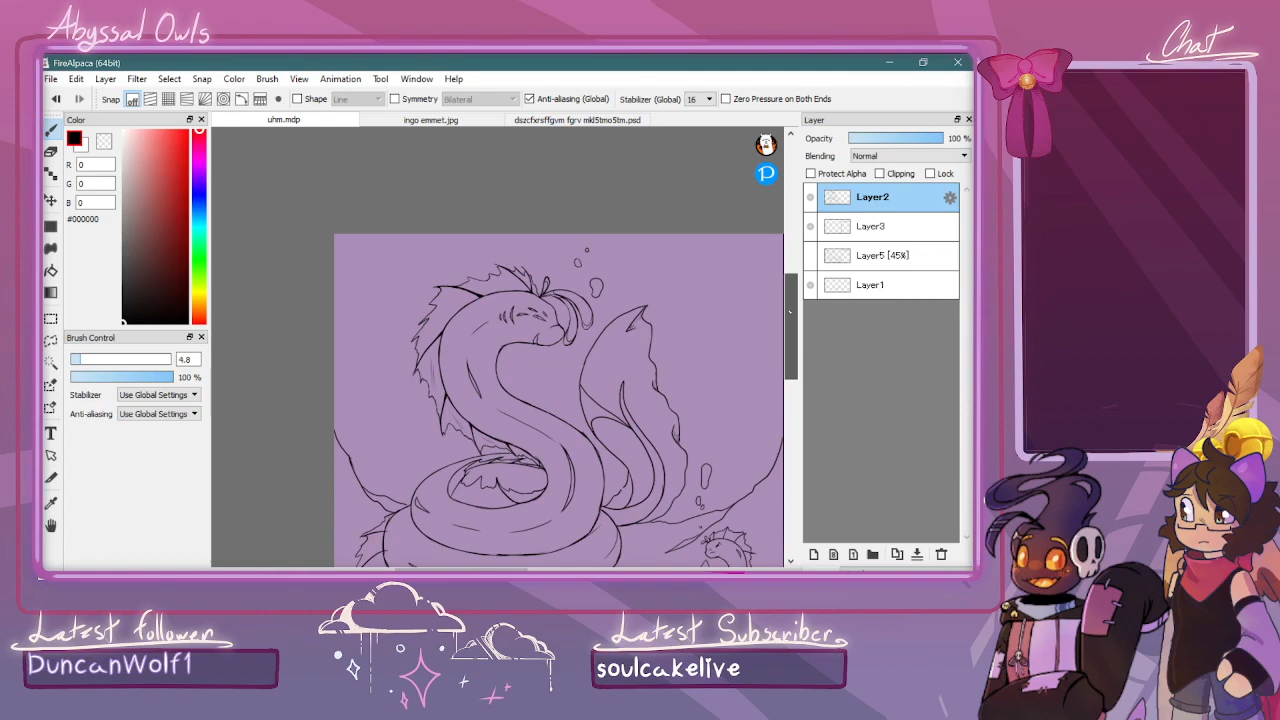 Abyssal Owls
Chat
FireAlpaca (64bit)
File Edit Layer Filter Select Snap Color Brush View Animation Tool Window Help
Snap off Shape Line Symmetry Bilateral Anti-aliasing (Global) Stabilizer (Global) 16 Zero Pressure on Both Ends
Color
uhm.mdp
ingo emmet.jpg
dszcfxrsffgvm fgrv mkl5tmo5tm.psd
Layer
R 0
G 0
B 0
#000000
Opacity 100 %
Blending Normal
Protect Alpha Clipping Lock
Layer2
Layer3
Layer5 [45%]
Layer1
Brush Control
4.8
100 %
Stabilizer Use Global Settings
Anti-aliasing Use Global Settings
T
P
Latest follower
DuncanWolf1
Latest Subscriber
soulcakelive